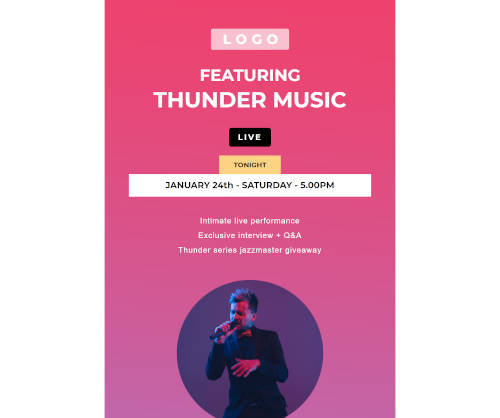 LOGO
FEATURING
THUNDER MUSIC
LIVE
TONIGHT
JANUARY 24th - SATURDAY - 5.00PM
Intimate live performance
Exclusive interview + Q&A
Thunder series jazzmaster giveaway